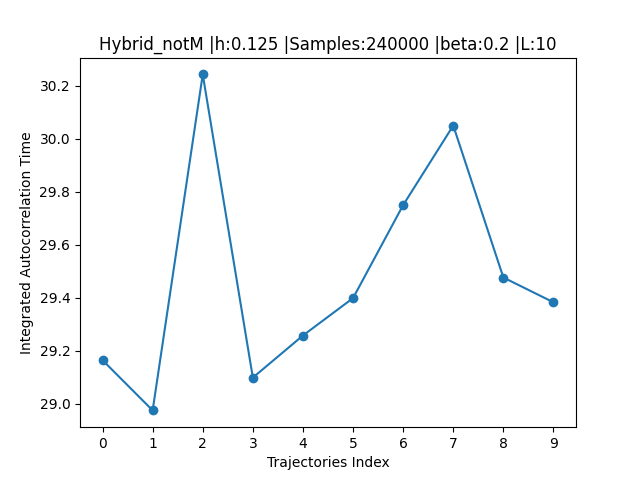 Hybrid_notM |h:0.125 |Samples:240000 |beta:0.2 |L:10
Integrated Autocorrelation Time
30.2
30.0
29.8
29.6
29.4
29.2
29.0
0 1 2 3 4 5 6 7 8 9
Trajectories Index